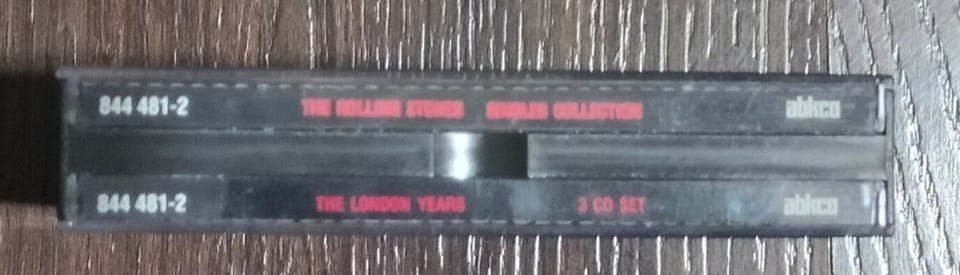 844 481-2 THE ROLLING STONES SINGLES COLLECTION abkco
844 481-2 THE LONDON YEARS 3 CD SET abkco